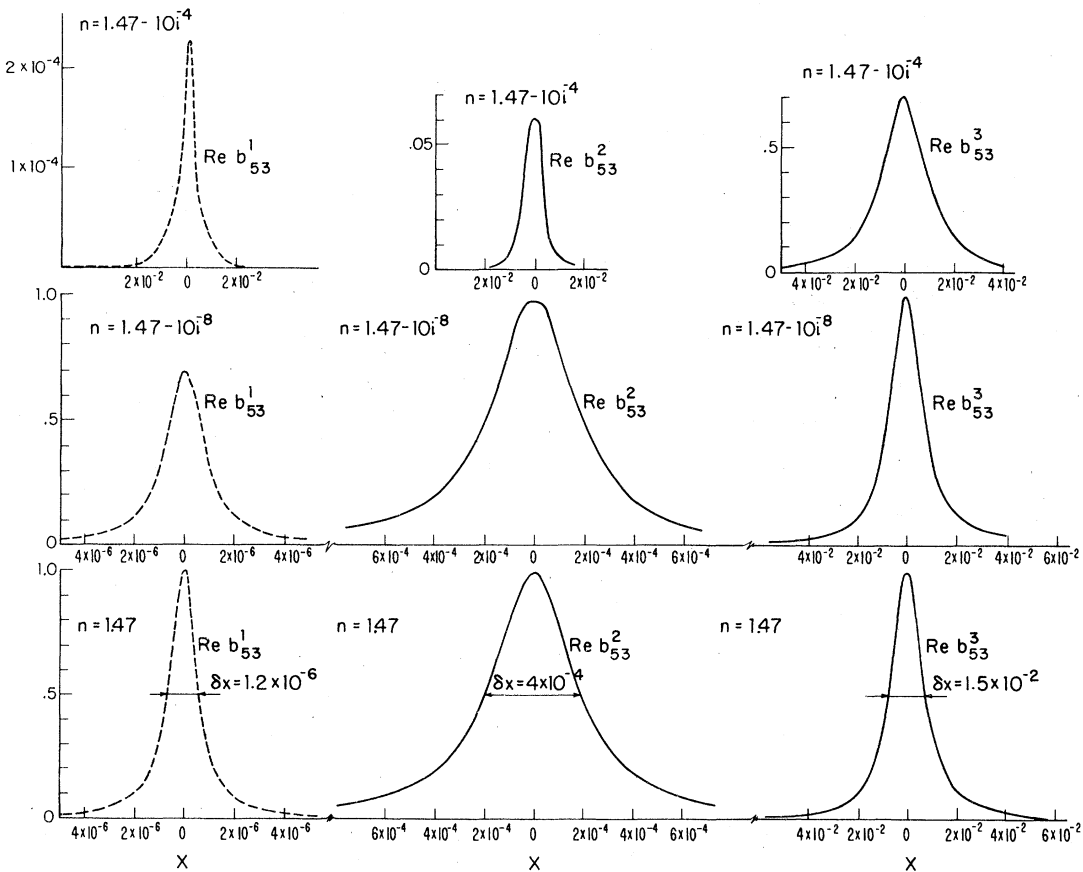 n = 1.47 - 10i⁻⁴
2 × 10⁻⁴
1×10⁻⁴
Re b¹₅₃
2×10⁻² 0 2×10⁻²
n = 1.47 - 10i⁻⁴
.05
0
Re b²₅₃
2×10⁻² 0 2×10⁻²
n = 1.47 - 10i⁻⁴
.5
0
Re b³₅₃
4×10⁻² 2×10⁻² 0 2×10⁻² 4×10⁻²
1.0
.5
0
n = 1.47 - 10i⁻⁸
Re b¹₅₃
4×10⁻⁶ 2×10⁻⁶ 0 2×10⁻⁶ 4×10⁻⁶
n = 1.47 - 10i⁻⁸
Re b²₅₃
6×10⁻⁴ 4×10⁻⁴ 2×10⁻⁴ 0 2×10⁻⁴ 4×10⁻⁴ 6×10⁻⁴
n = 1.47 - 10i⁻⁸
Re b³₅₃
4×10⁻² 2×10⁻² 0 2×10⁻² 4×10⁻² 6×10⁻²
1.0
.5
0
n = 1.47
Re b¹₅₃
δx = 1.2 × 10⁻⁶
4×10⁻⁶ 2×10⁻⁶ 0 2×10⁻⁶ 4×10⁻⁶
X
n = 1.47
Re b²₅₃
δx = 4×10⁻⁴
6×10⁻⁴ 4×10⁻⁴ 2×10⁻⁴ 0 2×10⁻⁴ 4×10⁻⁴ 6×10⁻⁴
X
n = 1.47
Re b³₅₃
δx = 1.5 × 10⁻²
4×10⁻² 2×10⁻² 0 2×10⁻² 4×10⁻² 6×10⁻²
X